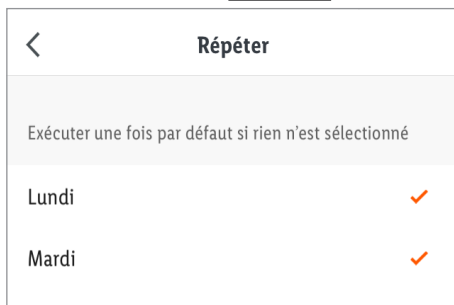 Répéter
Exécuter une fois par défaut si rien n’est sélectionné
Lundi
Mardi